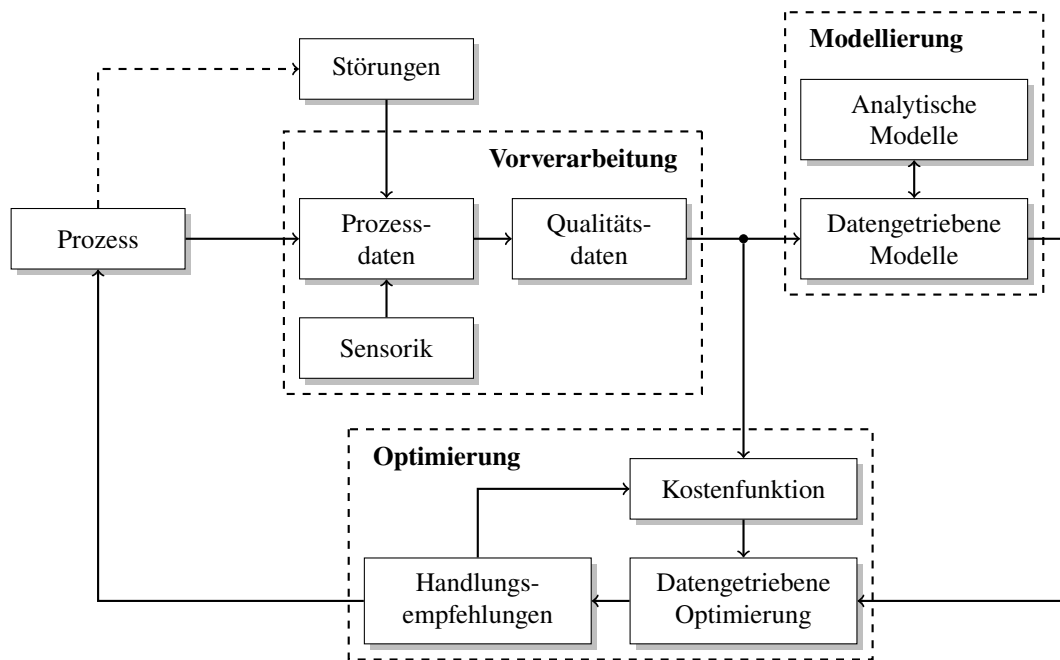 Modellierung
Störungen
Analytische
Modelle
Vorverarbeitung
Prozess
Prozess-
daten
Qualitäts-
daten
Datengetriebene
Modelle
Sensorik
Optimierung
Kostenfunktion
Handlungs-
empfehlungen
Datengetriebene
Optimierung